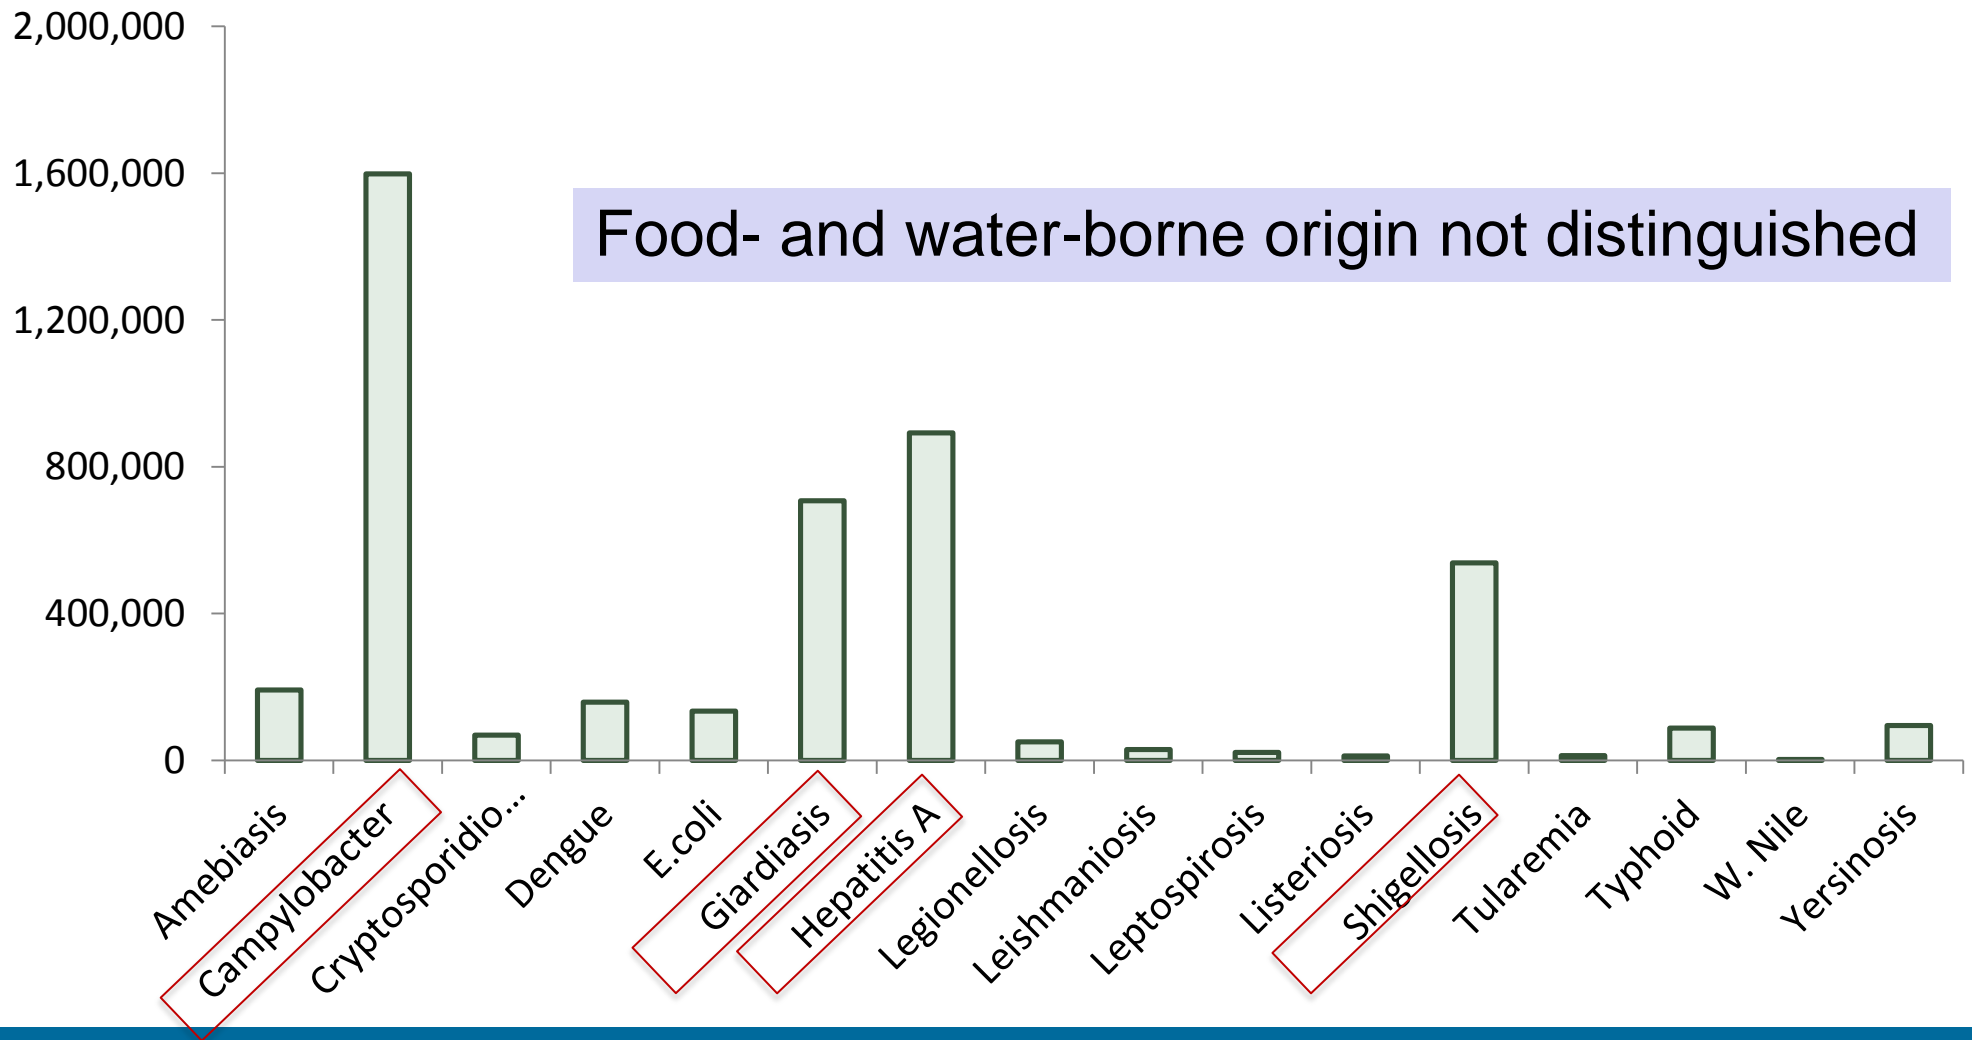 2,000,000
1,600,000
1,200,000
800,000
400,000
0
Food- and water-borne origin not distinguished
Amebiasis
Campylobacter
Cryptosporidio...
Dengue
E.coli
Giardiasis
Hepatitis A
Legionellosis
Leishmaniosis
Leptospirosis
Listeriosis
Shigellosis
Tularemia
Typhoid
W. Nile
Yersinosis